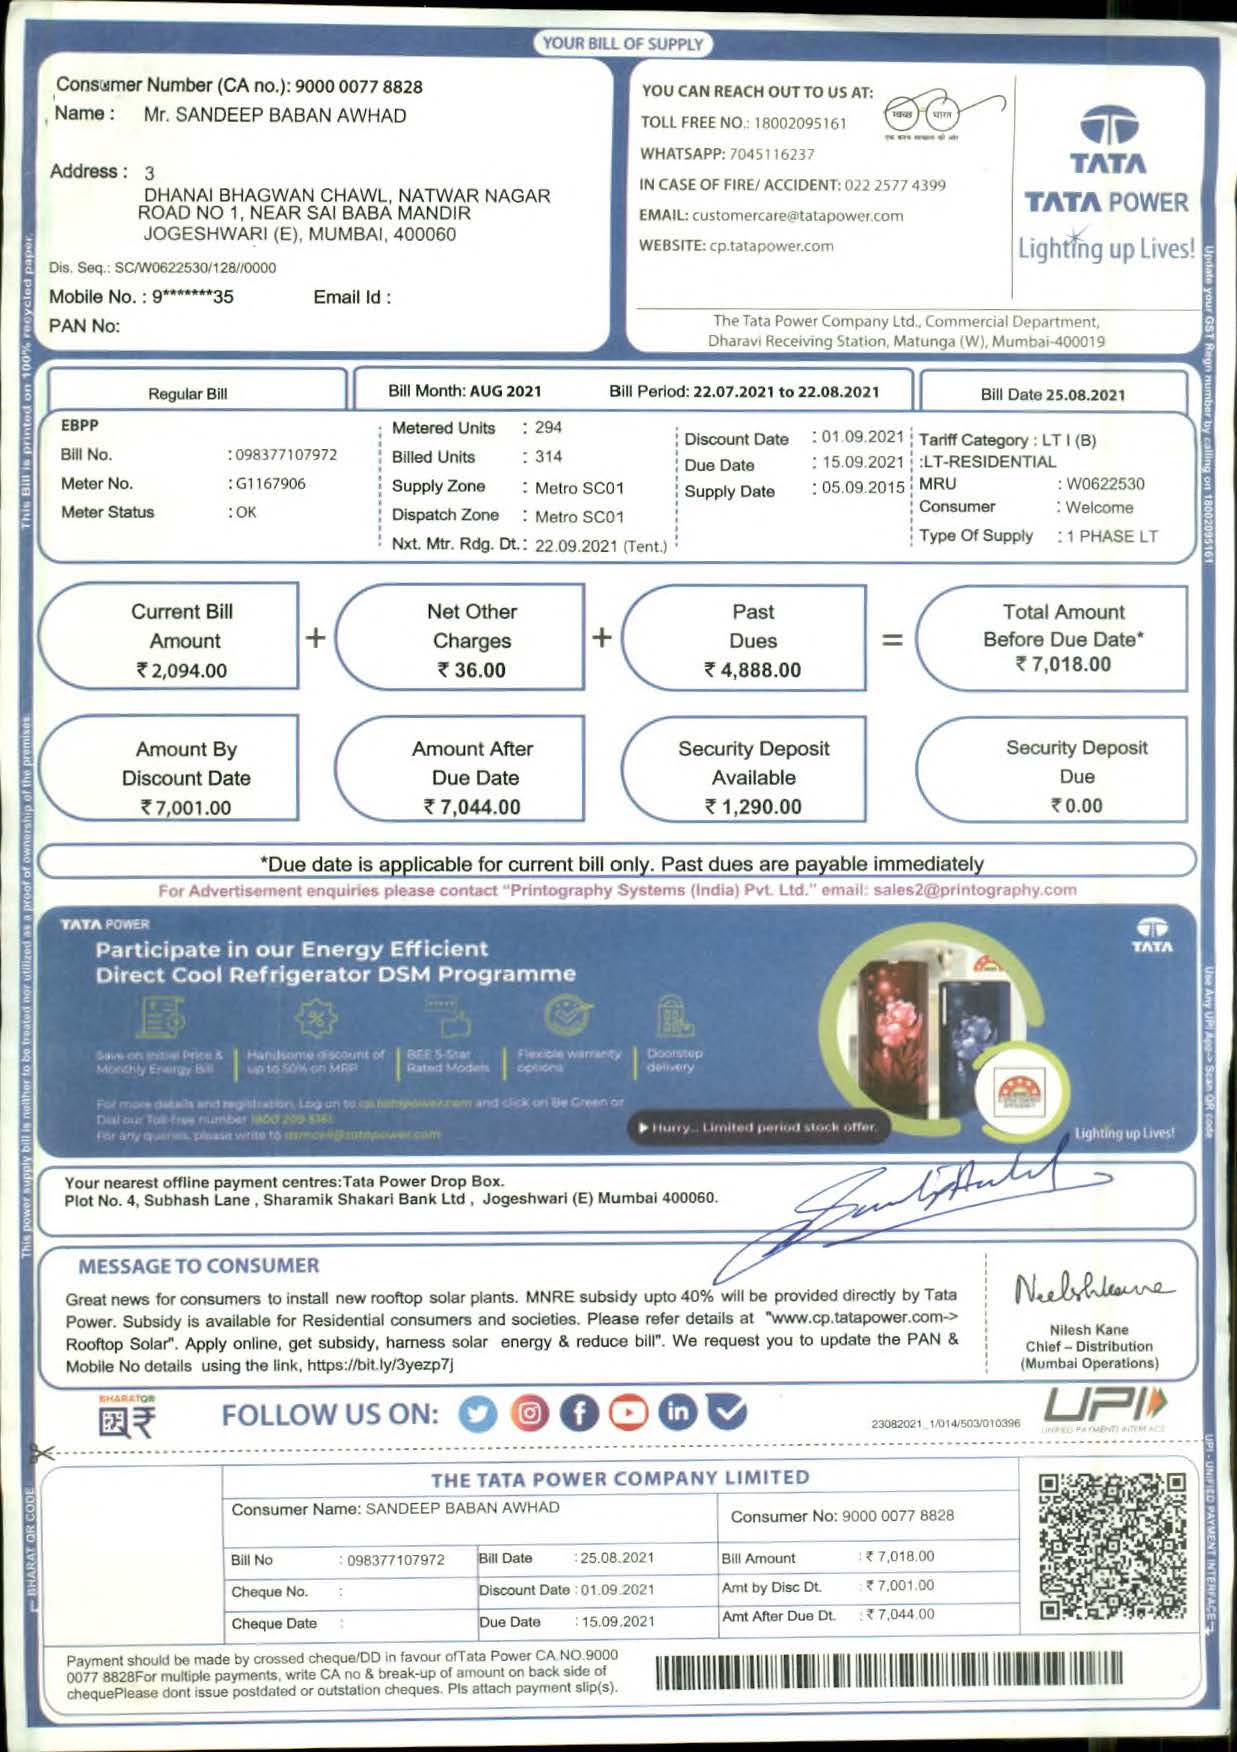 YOUR BILL OF SUPPLY
Consumer Number (CA no.): 9000 0077 8828
Name : Mr. SANDEEP BABAN AWHAD
Address : 3
DHANAI BHAGWAN CHAWL, NATWAR NAGAR
ROAD NO 1, NEAR SAI BABA MANDIR
JOGESHWARI (E), MUMBAI, 400060
Dis. Seq.: SC/W0622530/128//0000
Mobile No. : 9*******35 Email Id :
PAN No:
YOU CAN REACH OUT TO US AT:
TOLL FREE NO.: 18002095161
WHATSAPP: 7045116237
IN CASE OF FIRE/ ACCIDENT: 022 2577 4399
EMAIL: customercare@tatapower.com
WEBSITE: cp.tatapower.com
स्वच्छ भारत
एक कदम स्वच्छता की ओर
TATA
TATA POWER
Lighting up Lives!
The Tata Power Company Ltd., Commercial Department,
Dharavi Receiving Station, Matunga (W), Mumbai-400019
Regular Bill
Bill Month: AUG 2021 Bill Period: 22.07.2021 to 22.08.2021
Bill Date 25.08.2021
EBPP
Bill No. : 098377107972
Meter No. : G1167906
Meter Status : OK
Metered Units : 294
Billed Units : 314
Supply Zone : Metro SC01
Dispatch Zone : Metro SC01
Nxt. Mtr. Rdg. Dt.: 22.09.2021 (Tent.)
Discount Date : 01.09.2021
Due Date : 15.09.2021
Supply Date : 05.09.2015
Tariff Category : LT I (B)
:LT-RESIDENTIAL
MRU : W0622530
Consumer : Welcome
Type Of Supply : 1 PHASE LT
Current Bill
Amount
₹ 2,094.00
+
Net Other
Charges
₹ 36.00
+
Past
Dues
₹ 4,888.00
=
Total Amount
Before Due Date*
₹ 7,018.00
Amount By
Discount Date
₹ 7,001.00
Amount After
Due Date
₹ 7,044.00
Security Deposit
Available
₹ 1,290.00
Security Deposit
Due
₹ 0.00
*Due date is applicable for current bill only. Past dues are payable immediately
For Advertisement enquiries please contact "Printography Systems (India) Pvt. Ltd." email: sales2@printography.com
TATA POWER
TATA
Participate in our Energy Efficient
Direct Cool Refrigerator DSM Programme
Save on Initial Price &
Monthly Energy Bill
Handsome discount of
up to 50% on MRP
BEE 5-Star
Rated Models
Flexible warranty
options
Doorstep
delivery
For more details and registration, Log on to cp.tatapower.com and click on Be Green or
Dial our Toll-free number 1800 209 5161
For any queries, please write to dsmcell@tatapower.com
Hurry... Limited period stock offer.
Lighting up Lives!
Your nearest offline payment centres:Tata Power Drop Box.
Plot No. 4, Subhash Lane , Sharamik Shakari Bank Ltd , Jogeshwari (E) Mumbai 400060.
MESSAGE TO CONSUMER
Great news for consumers to install new rooftop solar plants. MNRE subsidy upto 40% will be provided directly by Tata
Power. Subsidy is available for Residential consumers and societies. Please refer details at "www.cp.tatapower.com->
Rooftop Solar". Apply online, get subsidy, harness solar energy & reduce bill". We request you to update the PAN &
Mobile No details using the link, https://bit.ly/3yezp7j
Nilesh Kane
Chief – Distribution
(Mumbai Operations)
BHARATQR
FOLLOW US ON:
23082021_1/014/503/010396
UPI
UNIFIED PAYMENTS INTERFACE
THE TATA POWER COMPANY LIMITED
Consumer Name: SANDEEP BABAN AWHAD
Consumer No: 9000 0077 8828
Bill No : 098377107972
Bill Date : 25.08.2021
Bill Amount : ₹ 7,018.00
Cheque No. :
Discount Date : 01.09.2021
Amt by Disc Dt. : ₹ 7,001.00
Cheque Date :
Due Date : 15.09.2021
Amt After Due Dt. : ₹ 7,044.00
Payment should be made by crossed cheque/DD in favour ofTata Power CA.NO.9000
0077 8828For multiple payments, write CA no & break-up of amount on back side of
chequePlease dont issue postdated or outstation cheques. Pls attach payment slip(s).
This Bill is printed on 100% recycled paper.
This power supply bill is neither to be treated nor utilized as a proof of ownership of the premises.
BHARAT QR CODE
Update your GST Regn number by calling on 18002095161
Use Any UPI App-> Scan QR code
UPI - UNIFIED PAYMENT INTERFACE